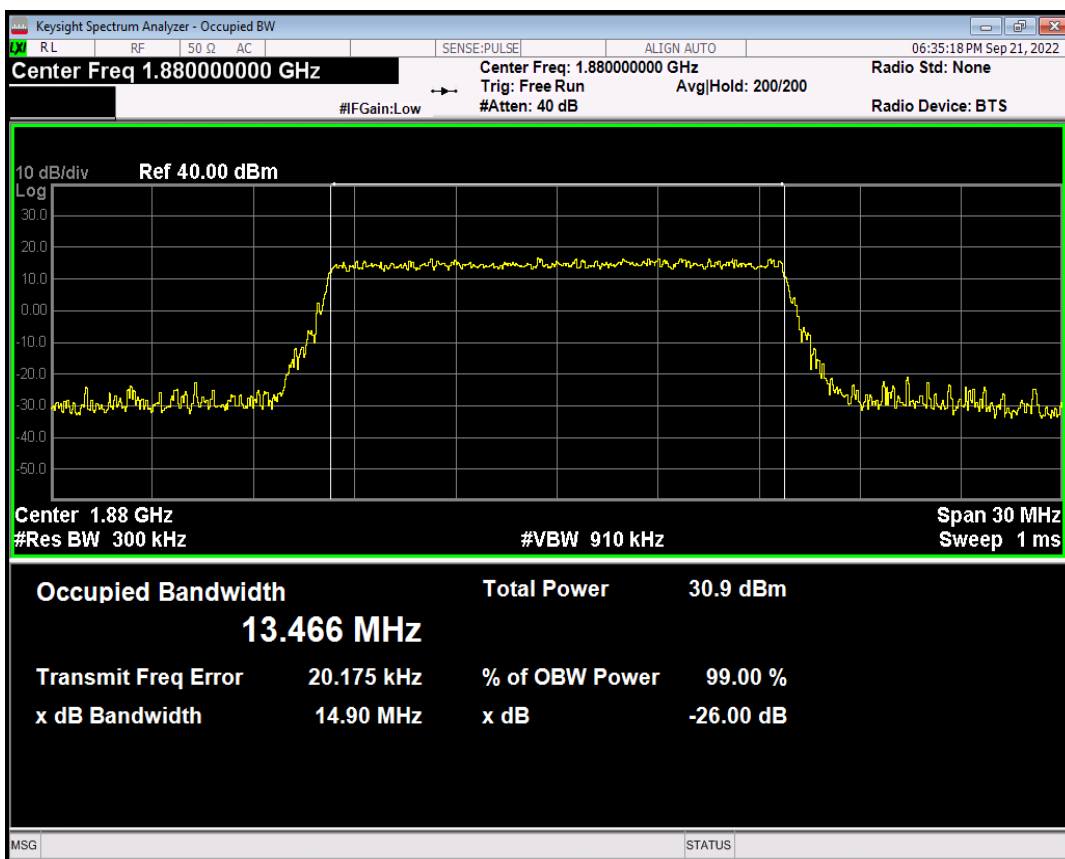 Keysight Spectrum Analyzer - Occupied BW
LXI RL RF 50 Ω AC SENSE:PULSE ALIGN AUTO 06:35:18 PM Sep 21, 2022
Center Freq 1.880000000 GHz Center Freq: 1.880000000 GHz Radio Std: None
Trig: Free Run Avg|Hold: 200/200
#IFGain:Low #Atten: 40 dB Radio Device: BTS
10 dB/div Ref 40.00 dBm
Log
30.0
20.0
10.0
0.00
-10.0
-20.0
-30.0
-40.0
-50.0
Center 1.88 GHz Span 30 MHz
#Res BW 300 kHz #VBW 910 kHz Sweep 1 ms
Occupied Bandwidth Total Power 30.9 dBm
13.466 MHz
Transmit Freq Error 20.175 kHz % of OBW Power 99.00 %
x dB Bandwidth 14.90 MHz x dB -26.00 dB
MSG STATUS